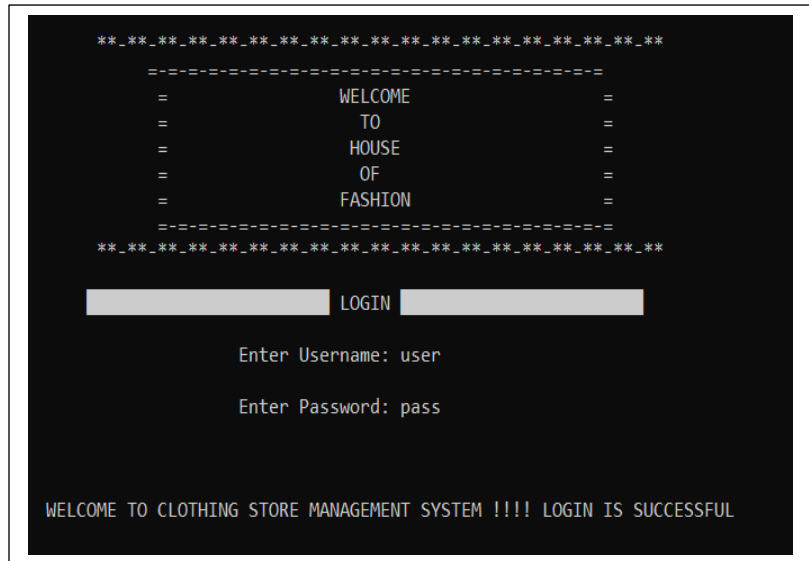 **_**_**_**_**_**_**_**_**_**_**_**_**_**_**_**_**_**_**
=-=-=-=-=-=-=-=-=-=-=-=-=-=-=-=-=-=-=-=-=-=-=
= WELCOME =
= TO =
= HOUSE =
= OF =
= FASHION =
=-=-=-=-=-=-=-=-=-=-=-=-=-=-=-=-=-=-=-=-=-=-=
**_**_**_**_**_**_**_**_**_**_**_**_**_**_**_**_**_**_**
LOGIN
Enter Username: user
Enter Password: pass
WELCOME TO CLOTHING STORE MANAGEMENT SYSTEM !!!! LOGIN IS SUCCESSFUL